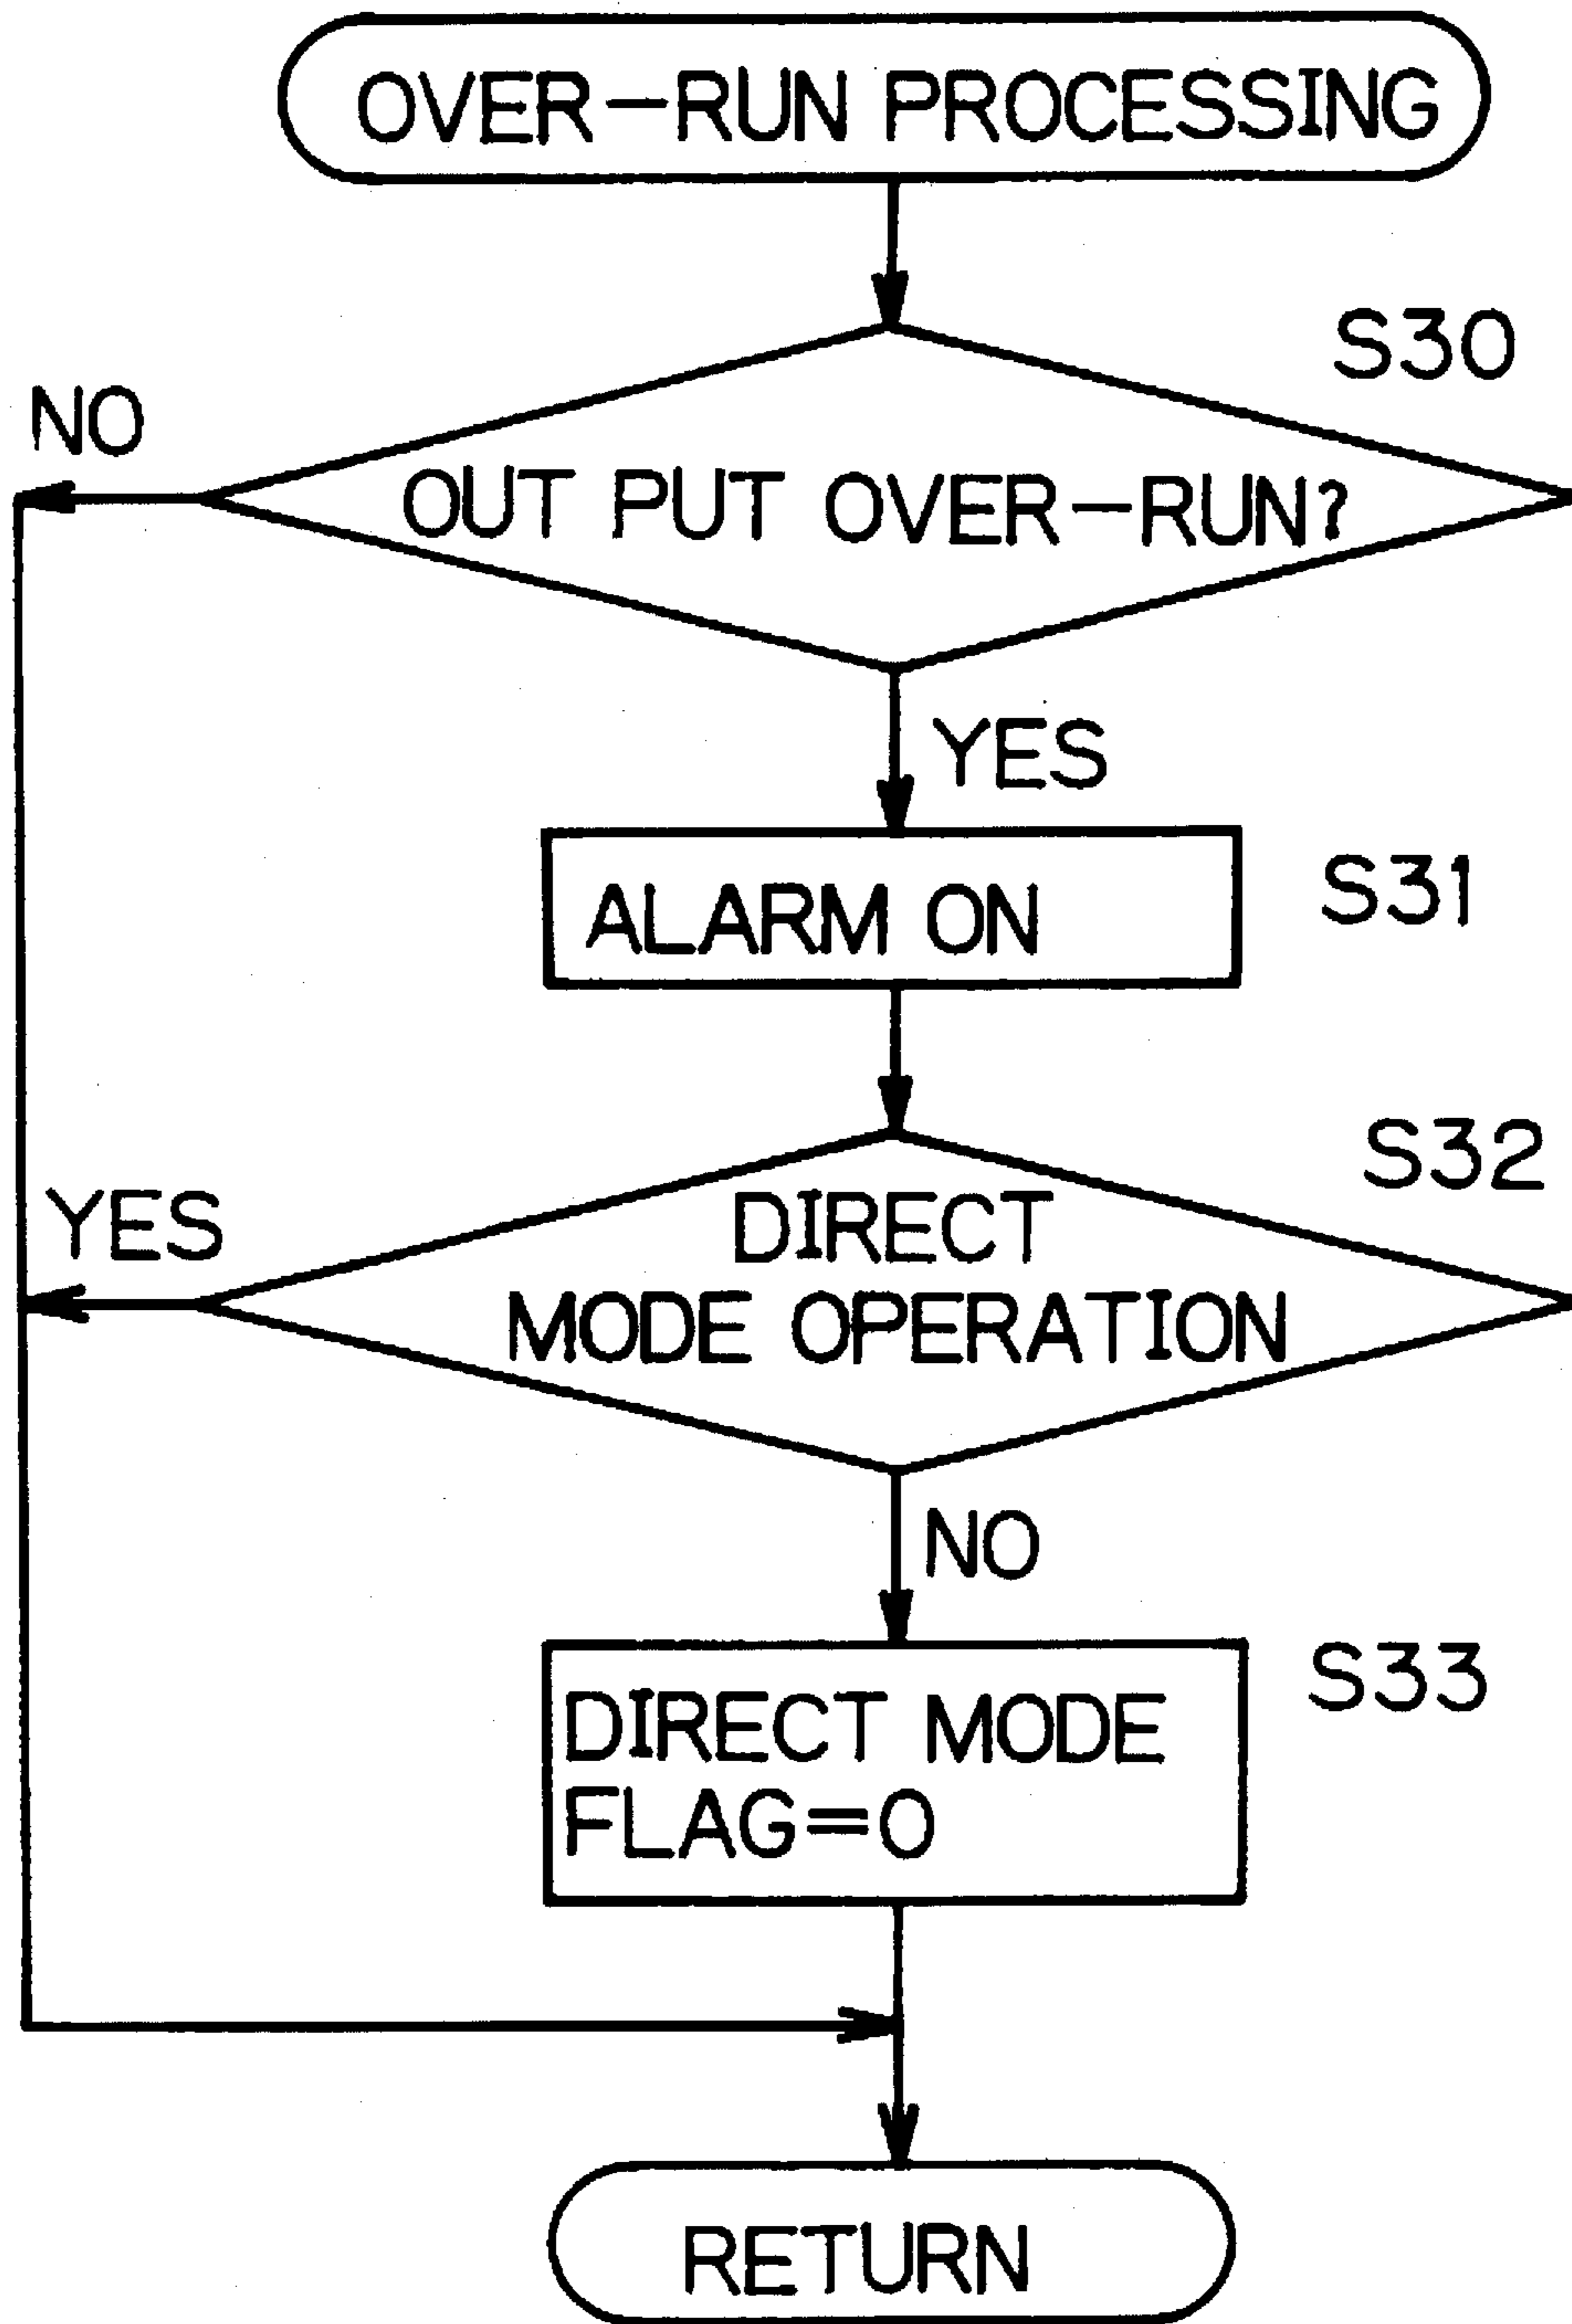 OVER-RUN PROCESSING
S30
NO
OUT PUT OVER-RUN?
YES
ALARM ON
S31
S32
YES
DIRECT
MODE OPERATION
NO
S33
DIRECT MODE
FLAG=0
RETURN